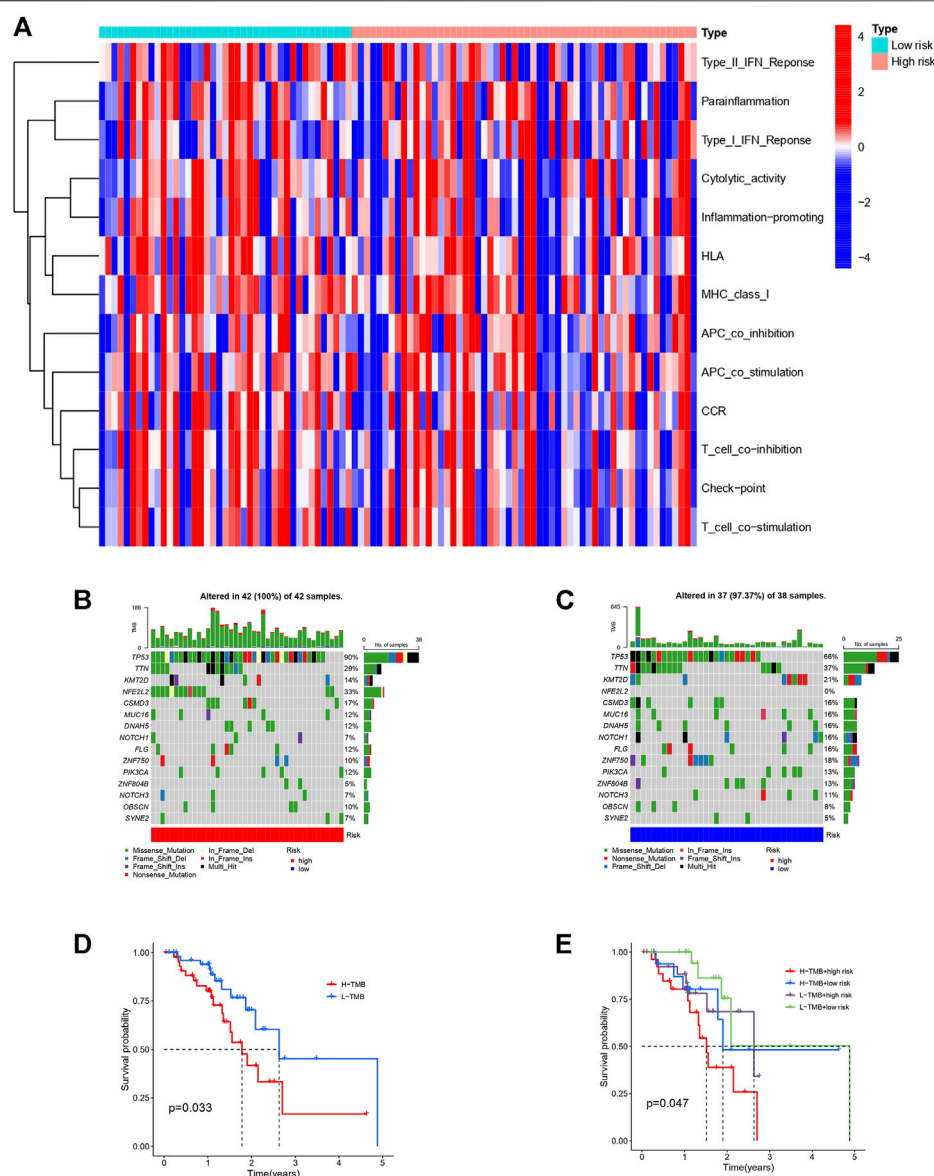 A
Type
Type_II_IFN_Reponse
Parainflammation
Type_I_IFN_Reponse
Cytolytic_activity
Inflammation-promoting
HLA
MHC_class_I
APC_co_inhibition
APC_co_stimulation
CCR
T_cell_co-inhibition
Check-point
T_cell_co-stimulation
4
2
0
-2
-4
Type
Low risk
High risk
B
Altered in 42 (100%) of 42 samples.
186
TMB
0
0
No. of samples
38
TP53 90%
TTN 29%
KMT2D 14%
NFE2L2 33%
CSMD3 17%
MUC16 12%
DNAH5 12%
NOTCH1 7%
FLG 12%
ZNF750 10%
PIK3CA 12%
ZNF804B 5%
NOTCH3 7%
OBSCN 10%
SYNE2 7%
Risk
Missense_Mutation In_Frame_Del Risk
Frame_Shift_Del In_Frame_Ins high
Frame_Shift_Ins Multi_Hit low
Nonsense_Mutation
C
Altered in 37 (97.37%) of 38 samples.
645
TMB
0
0
No. of samples
25
TP53 66%
TTN 37%
KMT2D 21%
NFE2L2 0%
CSMD3 16%
MUC16 16%
DNAH5 16%
NOTCH1 16%
FLG 16%
ZNF750 18%
PIK3CA 13%
ZNF804B 13%
NOTCH3 11%
OBSCN 8%
SYNE2 5%
Risk
Missense_Mutation In_Frame_Ins Risk
Nonsense_Mutation Frame_Shift_Ins high
Frame_Shift_Del Multi_Hit low
D
1.00
0.75
0.50
0.25
0.00
Survival probability
H-TMB
L-TMB
p=0.033
0 1 2 3 4 5
Time(years)
E
1.00
0.75
0.50
0.25
0.00
Survival probability
H-TMB+high risk
H-TMB+low risk
L-TMB+high risk
L-TMB+low risk
p=0.047
0 1 2 3 4 5
Time(years)